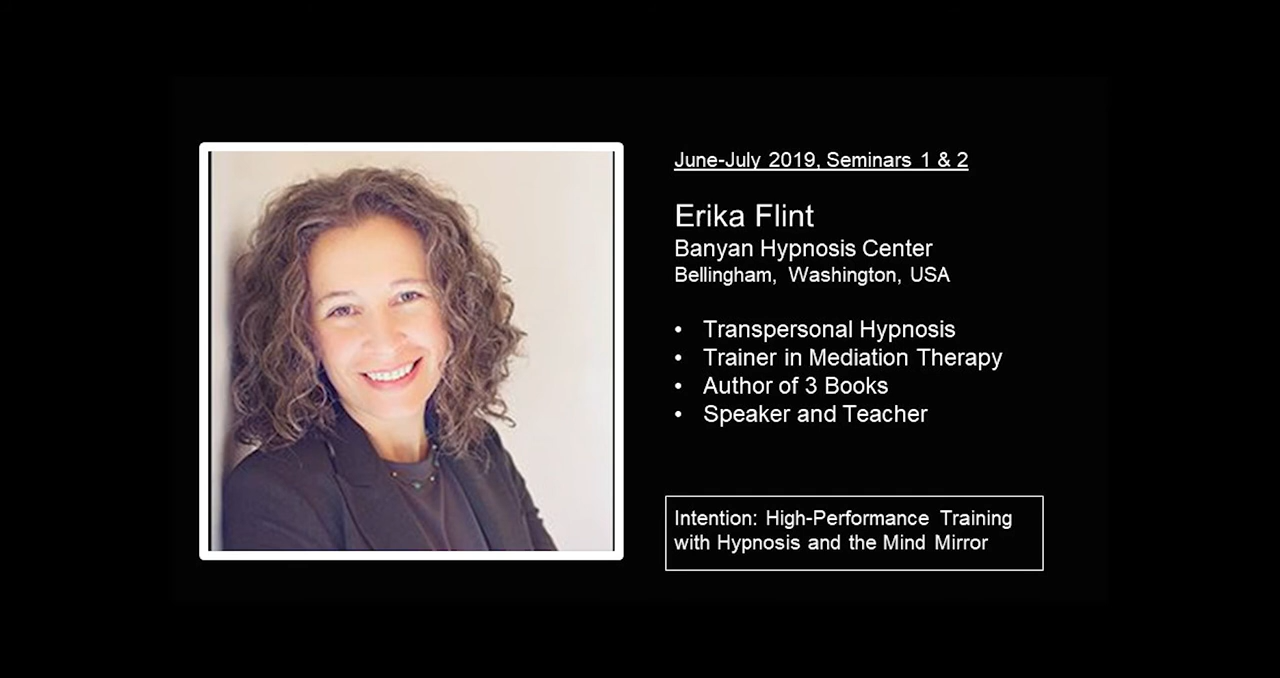 June-July 2019, Seminars 1 & 2
Erika Flint
Banyan Hypnosis Center
Bellingham, Washington, USA
• Transpersonal Hypnosis
• Trainer in Mediation Therapy
• Author of 3 Books
• Speaker and Teacher
Intention: High-Performance Training
with Hypnosis and the Mind Mirror